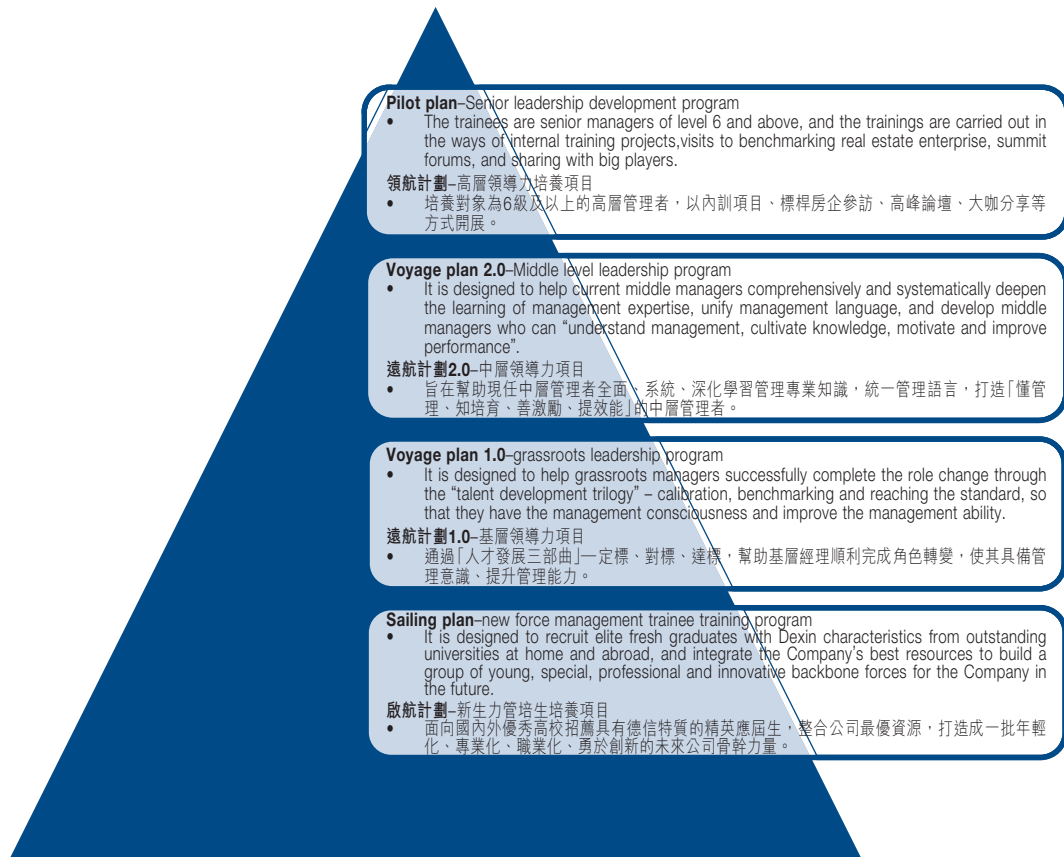 Pilot plan–Senior leadership development program
• The trainees are senior managers of level 6 and above, and the trainings are carried out in
the ways of internal training projects,visits to benchmarking real estate enterprise, summit
forums, and sharing with big players.
領航計劃–高層領導力培養項目
• 培養對象為6級及以上的高層管理者，以內訓項目、標桿房企參訪、高峰論壇、大咖分享等
方式開展。
Voyage plan 2.0–Middle level leadership program
• It is designed to help current middle managers comprehensively and systematically deepen
the learning of management expertise, unify management language, and develop middle
managers who can “understand management, cultivate knowledge, motivate and improve
performance”.
遠航計劃2.0–中層領導力項目
• 旨在幫助現任中層管理者全面、系統、深化學習管理專業知識，統一管理語言，打造「懂管
理、知培育、善激勵、提效能」的中層管理者。
Voyage plan 1.0–grassroots leadership program
• It is designed to help grassroots managers successfully complete the role change through
the “talent development trilogy” – calibration, benchmarking and reaching the standard, so
that they have the management consciousness and improve the management ability.
遠航計劃1.0–基層領導力項目
• 通過「人才發展三部曲」—定標、對標、達標，幫助基層經理順利完成角色轉變，使其具備管
理意識、提升管理能力。
Sailing plan–new force management trainee training program
• It is designed to recruit elite fresh graduates with Dexin characteristics from outstanding
universities at home and abroad, and integrate the Company’s best resources to build a
group of young, special, professional and innovative backbone forces for the Company in
the future.
啟航計劃–新生力管培生培養項目
• 面向國內外優秀高校招薦具有德信特質的精英應屆生，整合公司最優資源，打造成一批年輕
化、專業化、職業化、勇於創新的未來公司骨幹力量。